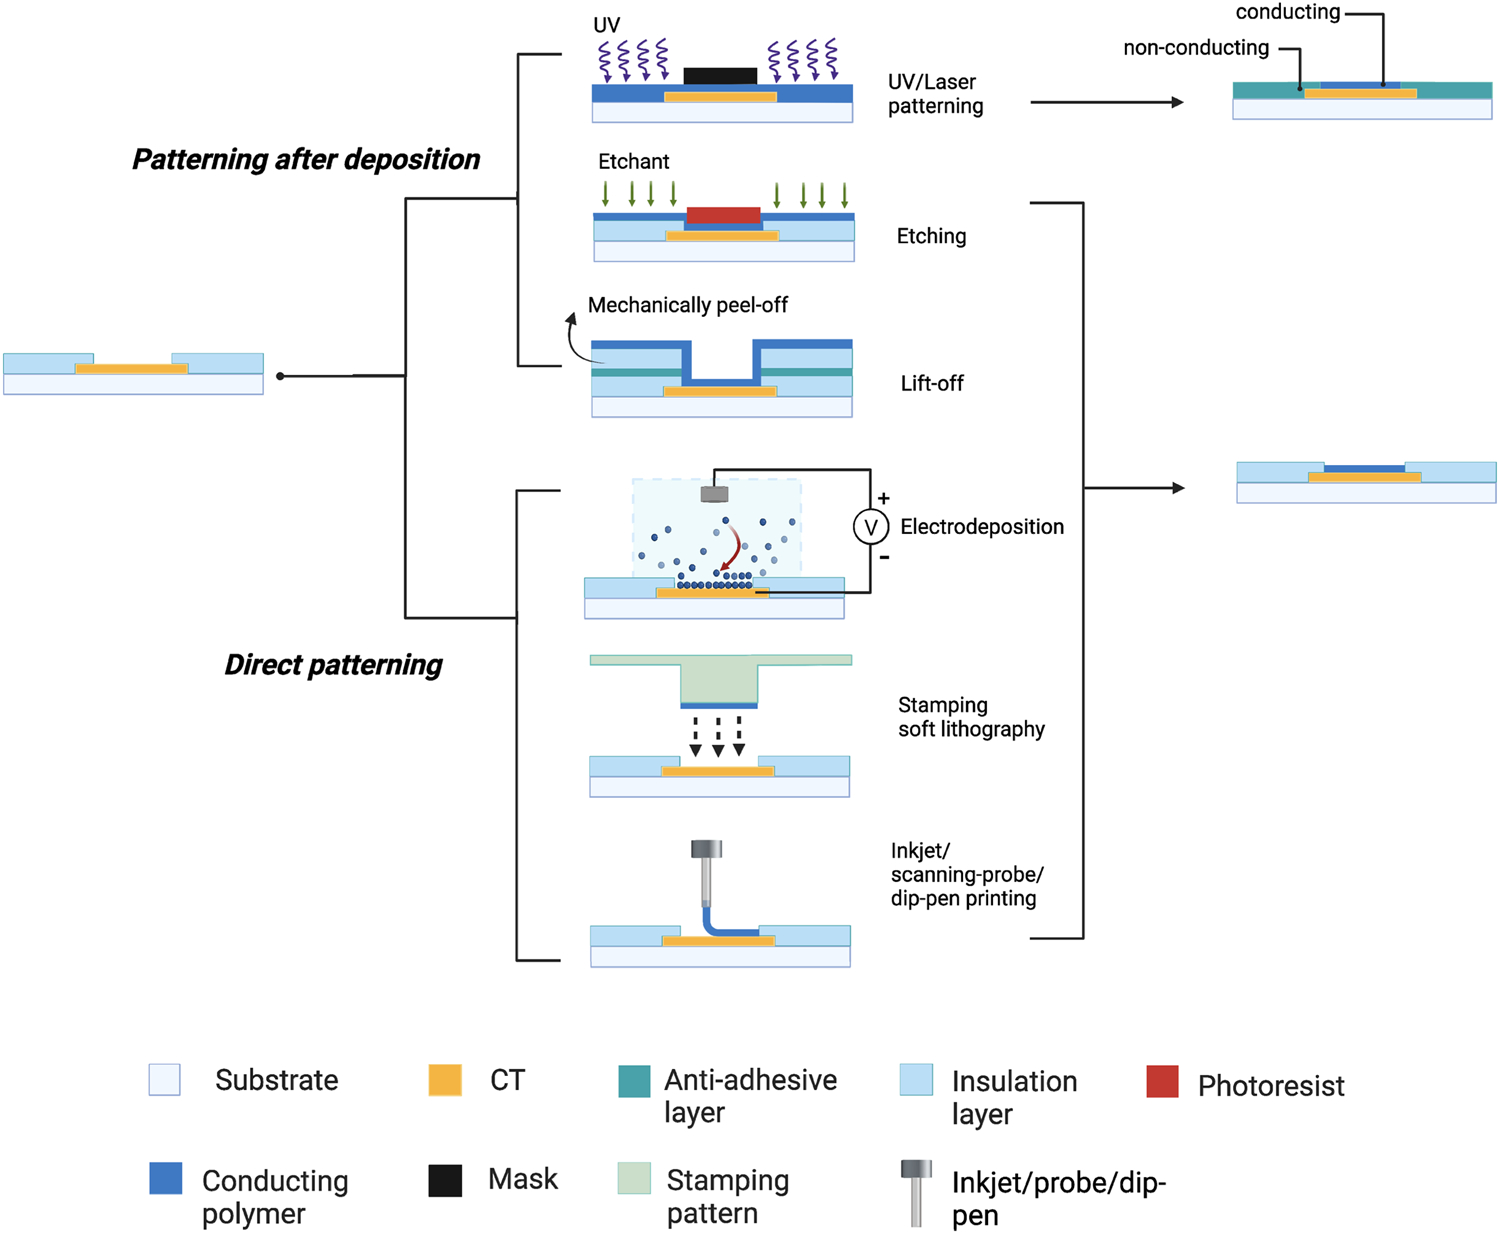 conducting
non-conducting
UV
UV/Laser
patterning
Patterning after deposition
Etchant
Etching
Mechanically peel-off
Lift-off
+
V
Electrodeposition
-
Direct patterning
Stamping
soft lithography
Inkjet/
scanning-probe/
dip-pen printing
Substrate
CT
Anti-adhesive
layer
Insulation
layer
Photoresist
Conducting
polymer
Mask
Stamping
pattern
Inkjet/probe/dip-
pen